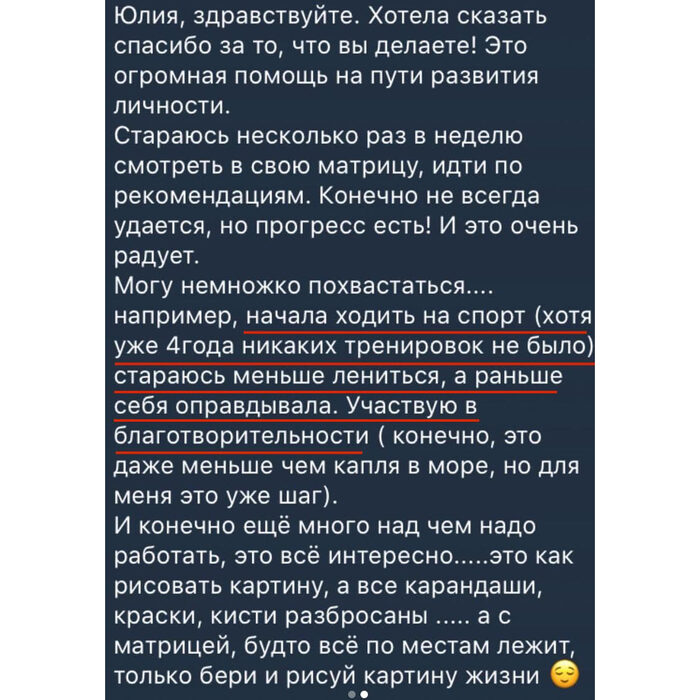 Юлия, здравствуйте. Хотела сказать
спасибо за то, что вы делаете! Это
огромная помощь на пути развития
личности.
Стараюсь несколько раз в неделю
смотреть в свою матрицу, идти по
рекомендациям. Конечно не всегда
удается, но прогресс есть! И это очень
радует.
Могу немножко похвастаться....
например, начала ходить на спорт (хотя
уже 4года никаких тренировок не было)
стараюсь меньше лениться, а раньше
себя оправдывала. Участвую в
благотворительности ( конечно, это
даже меньше чем капля в море, но для
меня это уже шаг).
И конечно ещё много над чем надо
работать, это всё интересно.....это как
рисовать картину, а все карандаши,
краски, кисти разбросаны ..... а с
матрицей, будто всё по местам лежит,
только бери и рисуй картину жизни 😌